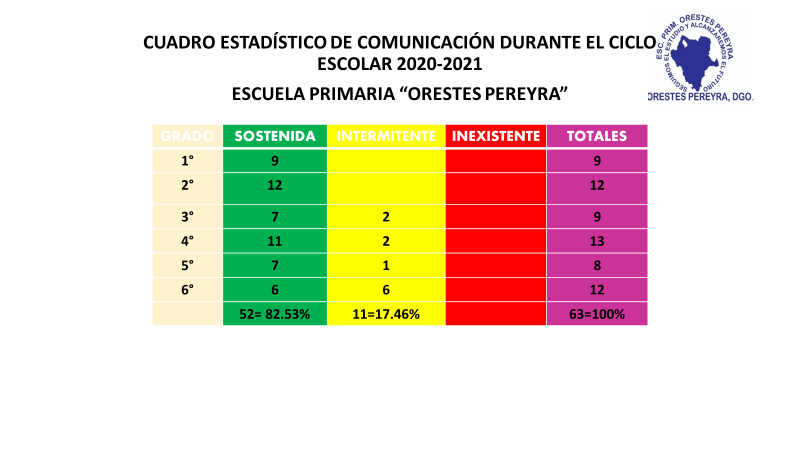 CUADRO ESTADÍSTICO DE COMUNICACIÓN DURANTE EL CICLO
ESCOLAR 2020-2021
ESCUELA PRIMARIA “ORESTES PEREYRA”
ESC. PRIM. ORESTES PEREYRA
SEGUIMOS EL ESTUDIO Y ALCANZAREMOS EL FUTURO
ORESTES PEREYRA, DGO.
GRADO SOSTENIDA INTERMITENTE INEXISTENTE TOTALES
1° 9 9
2° 12 12
3° 7 2 9
4° 11 2 13
5° 7 1 8
6° 6 6 12
52= 82.53% 11=17.46% 63=100%